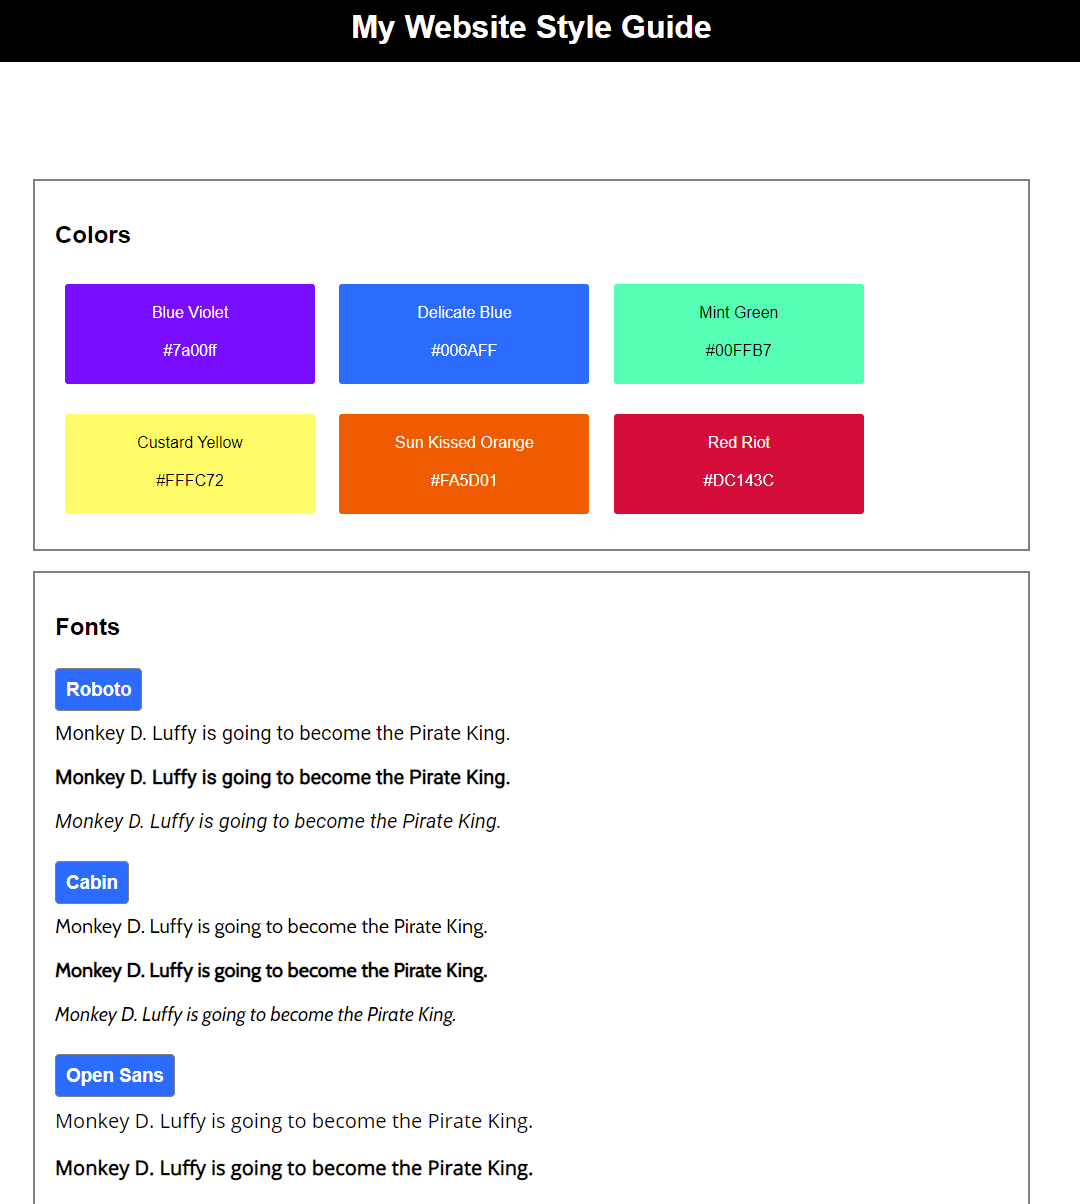 My Website Style Guide
Colors
Blue Violet
#7a00ff
Delicate Blue
#006AFF
Mint Green
#00FFB7
Custard Yellow
#FFFC72
Sun Kissed Orange
#FA5D01
Red Riot
#DC143C
Fonts
Roboto
Monkey D. Luffy is going to become the Pirate King.
Monkey D. Luffy is going to become the Pirate King.
Monkey D. Luffy is going to become the Pirate King.
Cabin
Monkey D. Luffy is going to become the Pirate King.
Monkey D. Luffy is going to become the Pirate King.
Monkey D. Luffy is going to become the Pirate King.
Open Sans
Monkey D. Luffy is going to become the Pirate King.
Monkey D. Luffy is going to become the Pirate King.